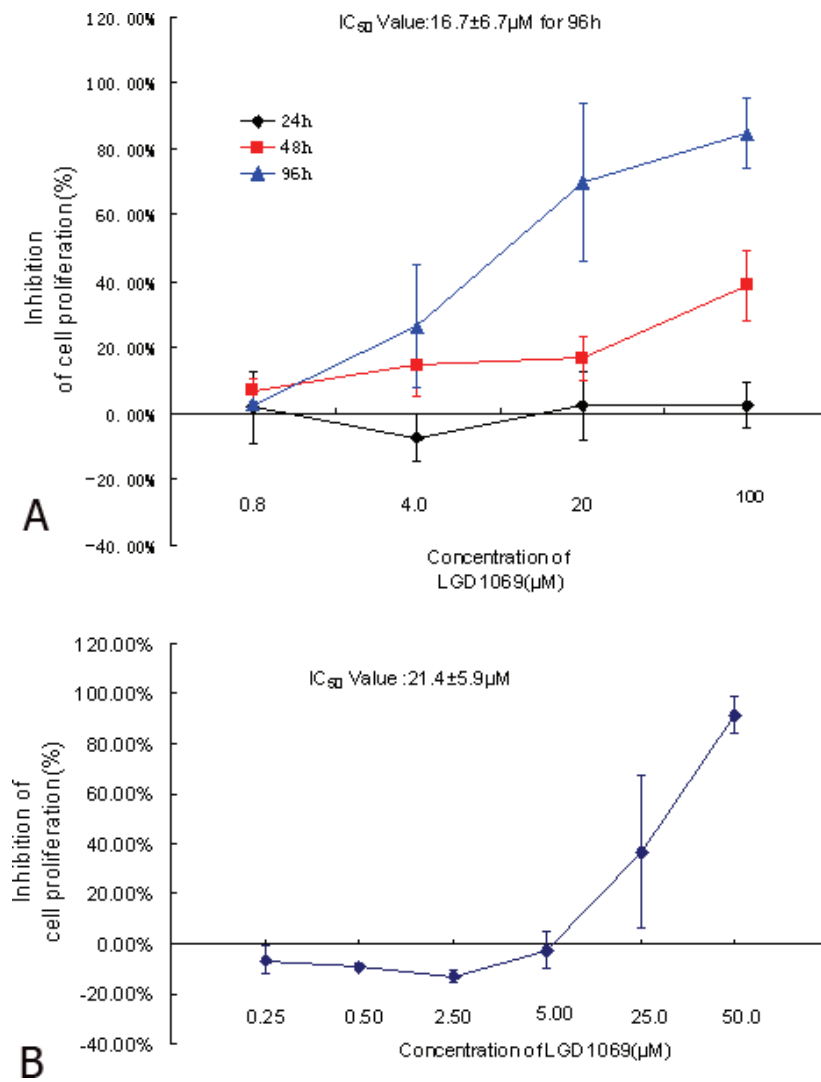 120.00%
IC50 Value:16.7±6.7µM for 96h
100.00%
24h
48h
96h
80.00%
60.00%
40.00%
20.00%
0.00%
-20.00%
-40.00%
Inhibition
of cell proliferation(%)
0.8 4.0 20 100
A
Concentration of
LGD1069(µM)
120.00%
IC50 Value :21.4±5.9µM
100.00%
80.00%
60.00%
40.00%
20.00%
0.00%
-20.00%
-40.00%
Inhibition of
cell proliferation(%)
0.25 0.50 2.50 5.00 25.0 50.0
Concentration of LGD1069(µM)
B